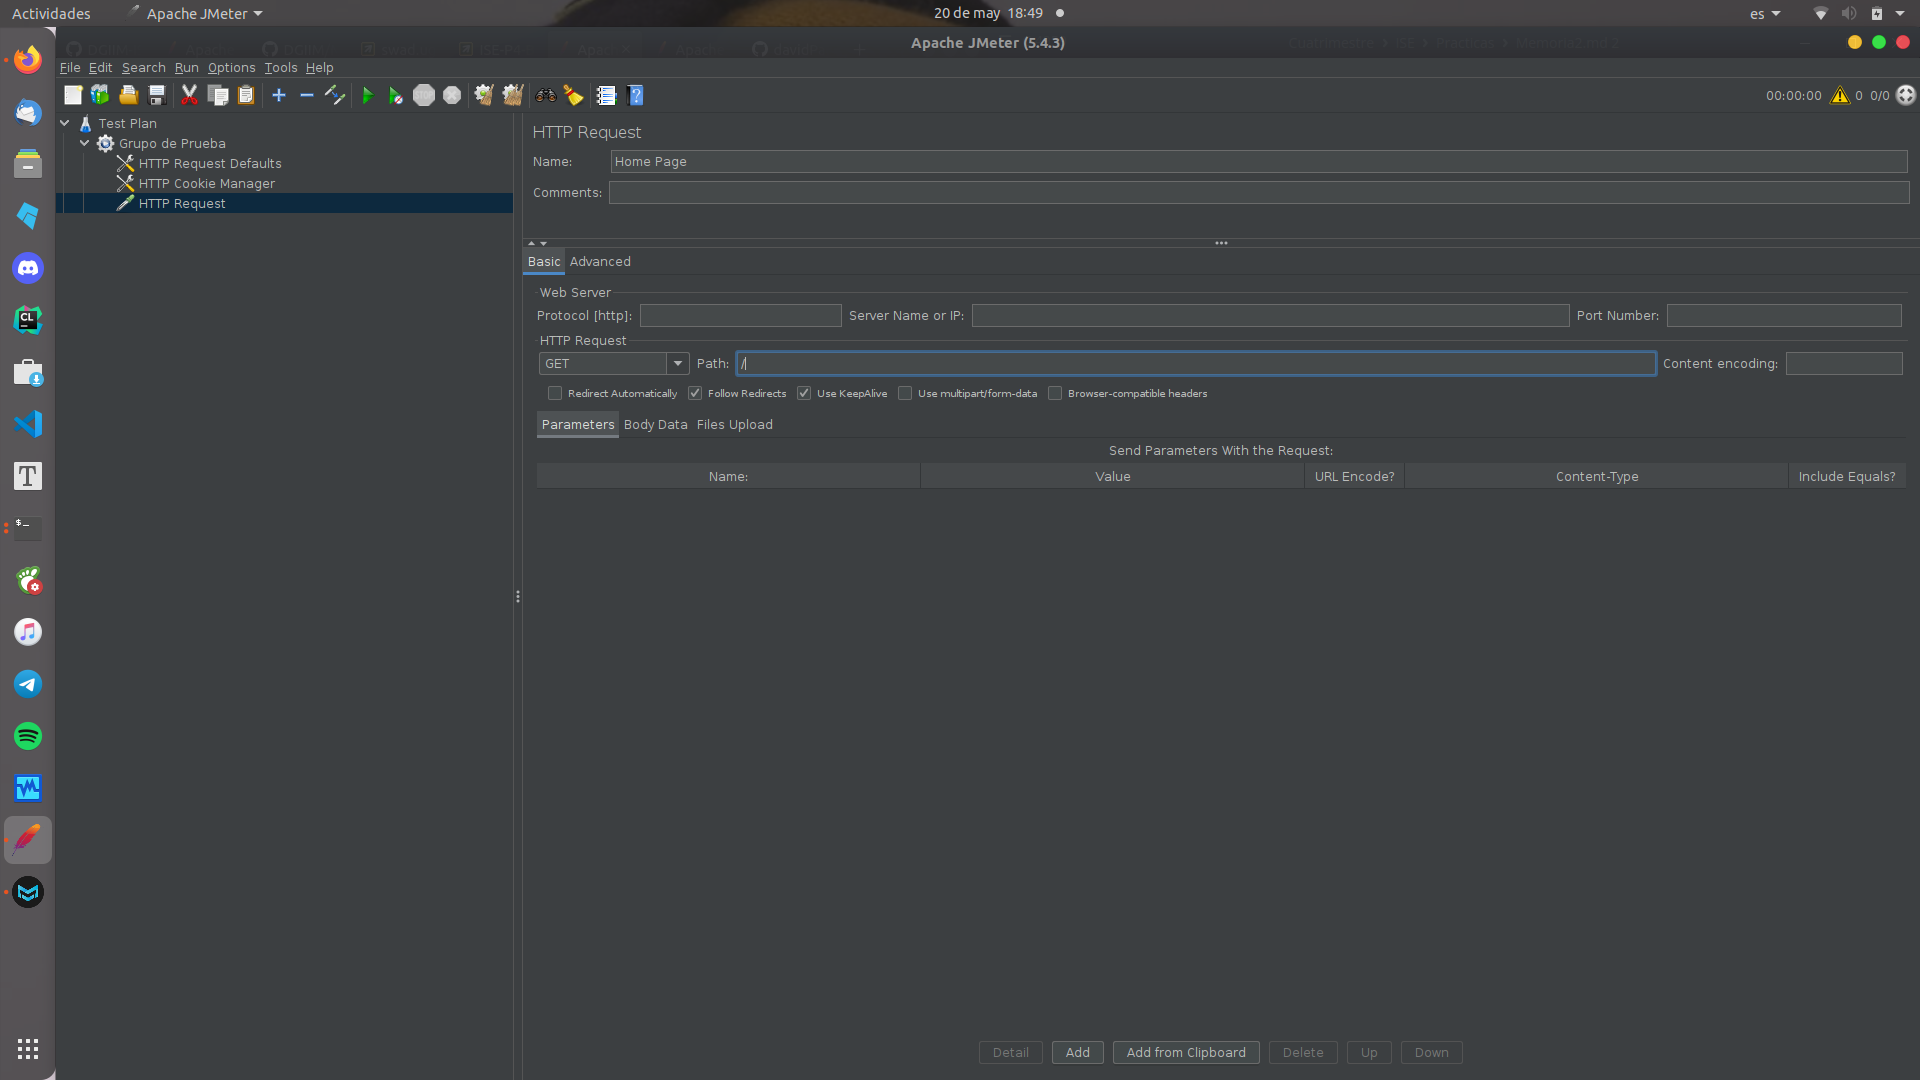 Actividades Apache JMeter 20 de may 18:49 es
Apache JMeter (5.4.3)
File Edit Search Run Options Tools Help
00:00:00 0 0/0
Test Plan
Grupo de Prueba
HTTP Request Defaults
HTTP Cookie Manager
HTTP Request
HTTP Request
Name: Home Page
Comments:
Basic Advanced
Web Server
Protocol [http]: Server Name or IP: Port Number:
HTTP Request
GET Path: / Content encoding:
Redirect Automatically Follow Redirects Use KeepAlive Use multipart/form-data Browser-compatible headers
Parameters Body Data Files Upload
Send Parameters With the Request:
Name: Value URL Encode? Content-Type Include Equals?
Detail Add Add from Clipboard Delete Up Down
CL
T
$_